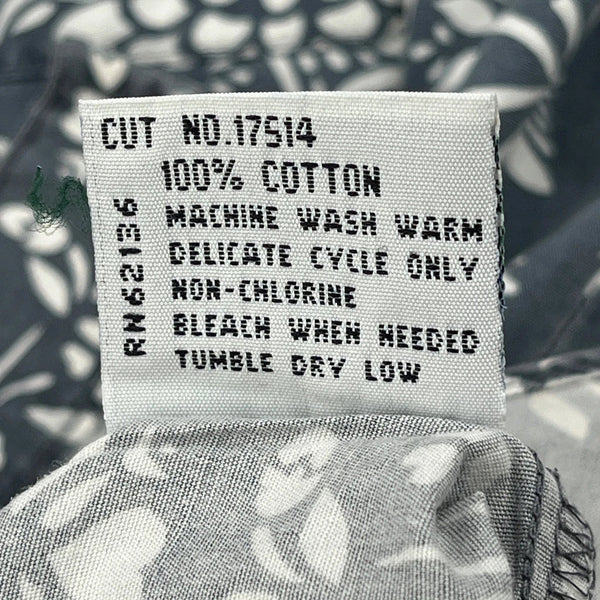 CUT NO.17514
100% COTTON
MACHINE WASH WARM
DELICATE CYCLE ONLY
NON-CHLORINE
BLEACH WHEN NEEDED
TUMBLE DRY LOW
RN62136